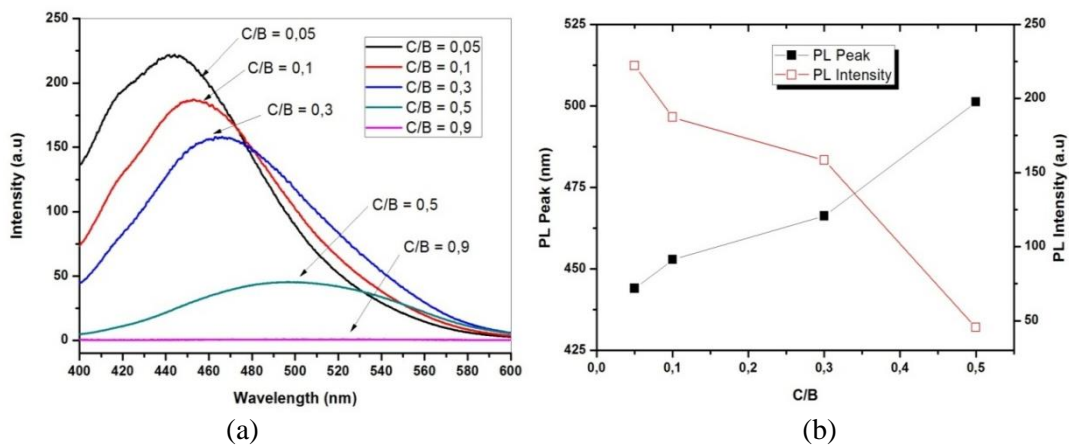 250
200
150
100
50
0
400 420 440 460 480 500 520 540 560 580 600
Intensity (a.u)
Wavelength (nm)
C/B = 0,05
C/B = 0,1
C/B = 0,3
C/B = 0,5
C/B = 0,9
C/B = 0,05
C/B = 0,1
C/B = 0,3
C/B = 0,5
C/B = 0,9
(a)
525
500
475
450
425
PL Peak (nm)
PL Peak
PL Intensity
250
200
150
100
50
PL Intensity (a.u)
0,0 0,1 0,2 0,3 0,4 0,5
C/B
(b)